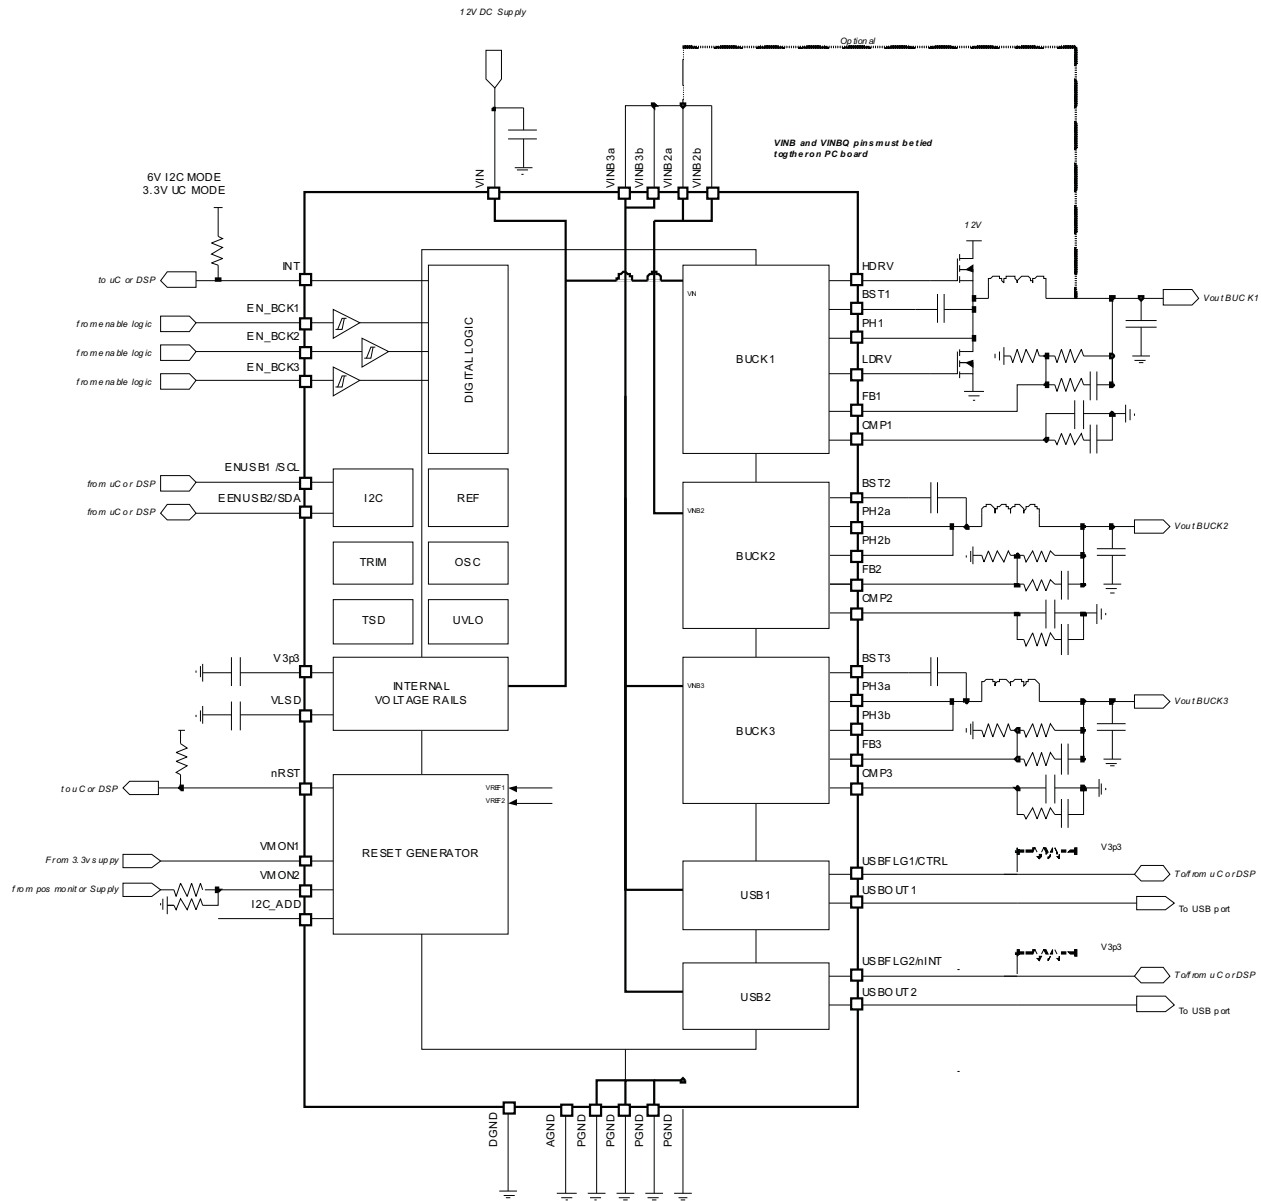 12V DC Supply
Optional
VINB and VINBQ pins must be tied
togther on PC board
VIN
VINB3a
VINB3b
VINB2a
VINB2b
6V I2C MODE
3.3V UC MODE
12V
INT
to uC or DSP
HDRV
BST1
PH1
LDRV
FB1
CMP1
VIN
BUCK1
Vout BUCK1
DIGITAL LOGIC
EN_BCK1
from enable logic
EN_BCK2
from enable logic
EN_BCK3
from enable logic
ENUSB1 /SCL
from uC or DSP
EENUSB2/SDA
from uC or DSP
I2C
REF
TRIM
OSC
TSD
UVLO
BST2
PH2a
PH2b
FB2
CMP2
VINB2
BUCK2
Vout BUCK2
V3p3
VLSD
INTERNAL
VOLTAGE RAILS
BST3
PH3a
PH3b
FB3
CMP3
VINB3
BUCK3
Vout BUCK3
nRST
to uC or DSP
VREF1
VREF2
RESET GENERATOR
VMON1
From 3.3v suppy
VMON2
from pos monitor Supply
I2C_ADD
USB1
USBFLG1/CTRL
V3p3
To/from uC or DSP
USBOUT1
To USB port
USB2
USBFLG2/nINT
V3p3
To/from uC or DSP
USBOUT2
To USB port
DGND
AGND
PGND
PGND
PGND
PGND